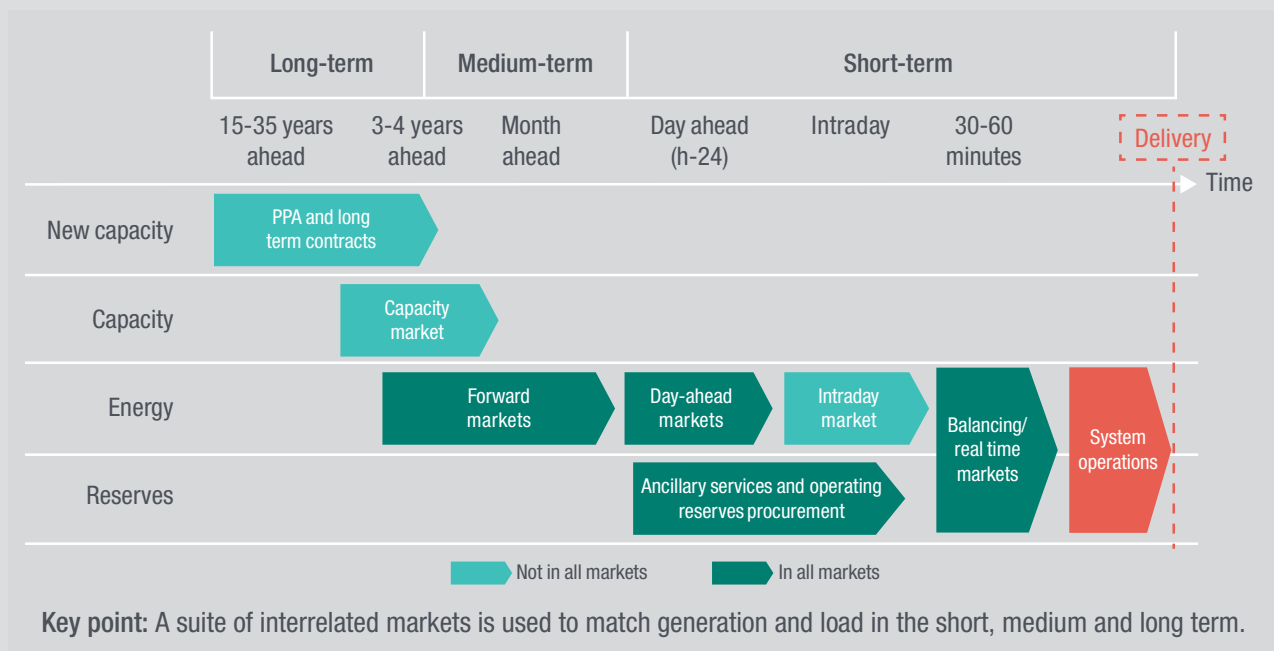 Long-term
Medium-term
Short-term
15-35 years
ahead
3-4 years
ahead
Month
ahead
Day ahead
(h-24)
Intraday
30-60
minutes
Delivery
Time
New capacity
PPA and long
term contracts
Capacity
Capacity
market
Energy
Forward
markets
Day-ahead
markets
Intraday
market
Balancing/
real time
markets
System
operations
Reserves
Ancillary services and operating
reserves procurement
Not in all markets
In all markets
Key point: A suite of interrelated markets is used to match generation and load in the short, medium and long term.